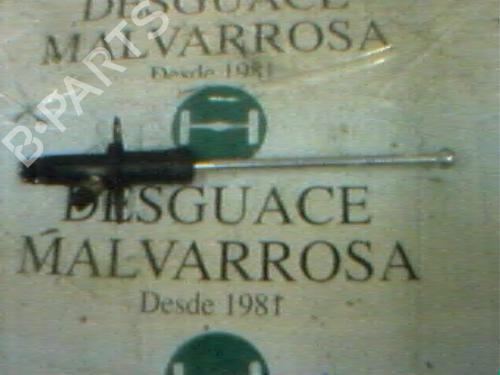 DESGUACE
MALVARROSA
Desde 1981
B-PARTS
DESGUACE
MALVARROSA
Desde 1981